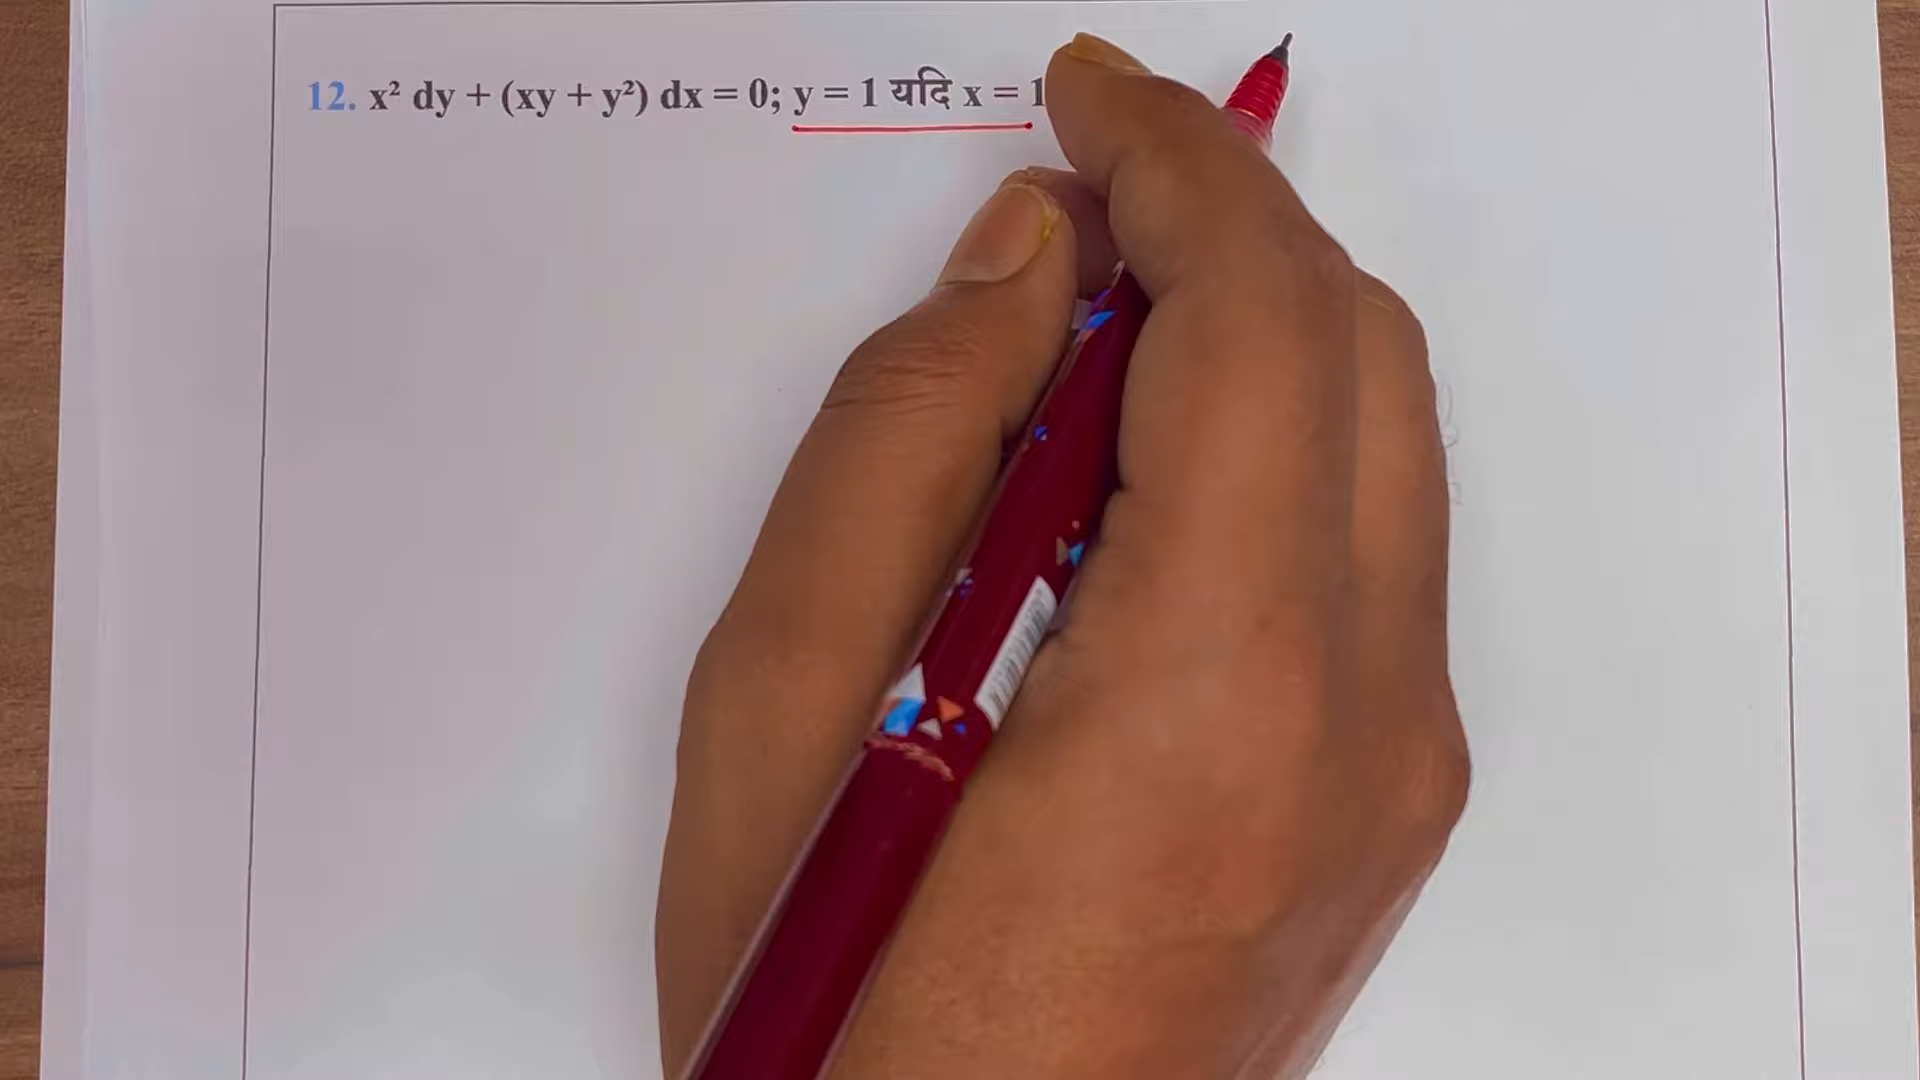 12. x² dy + (xy + y²) dx = 0; y = 1 यदि x = 1